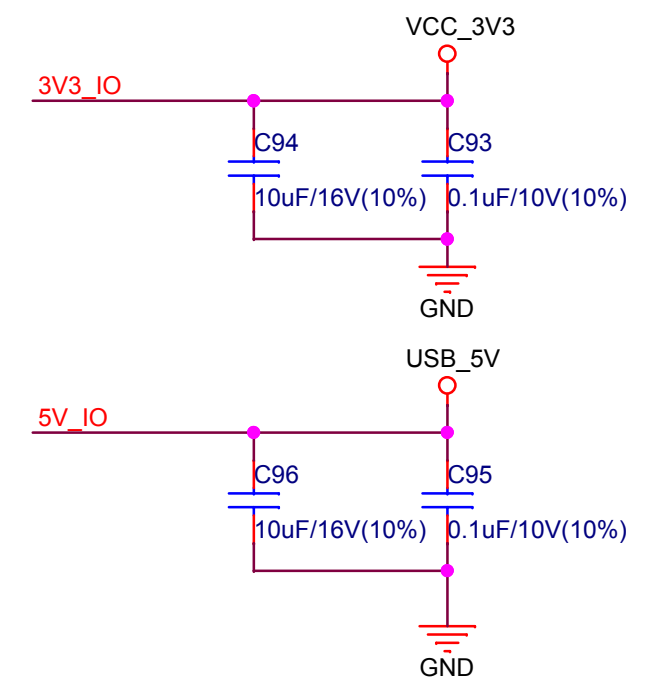 VCC_3V3
3V3_IO
C94
C93
10uF/16V(10%)
0.1uF/10V(10%)
GND
USB_5V
5V_IO
C96
C95
10uF/16V(10%)
0.1uF/10V(10%)
GND